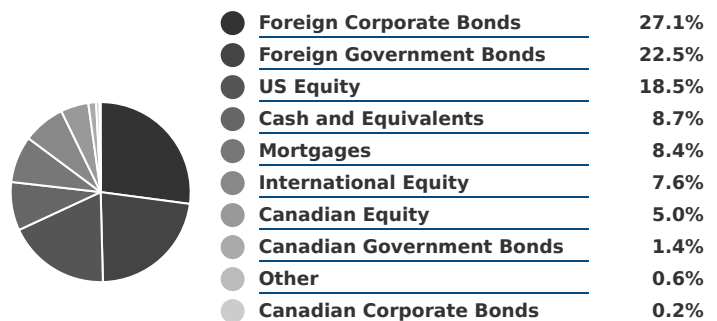 Foreign Corporate Bonds 27.1%
Foreign Government Bonds 22.5%
US Equity 18.5%
Cash and Equivalents 8.7%
Mortgages 8.4%
International Equity 7.6%
Canadian Equity 5.0%
Canadian Government Bonds 1.4%
Other 0.6%
Canadian Corporate Bonds 0.2%